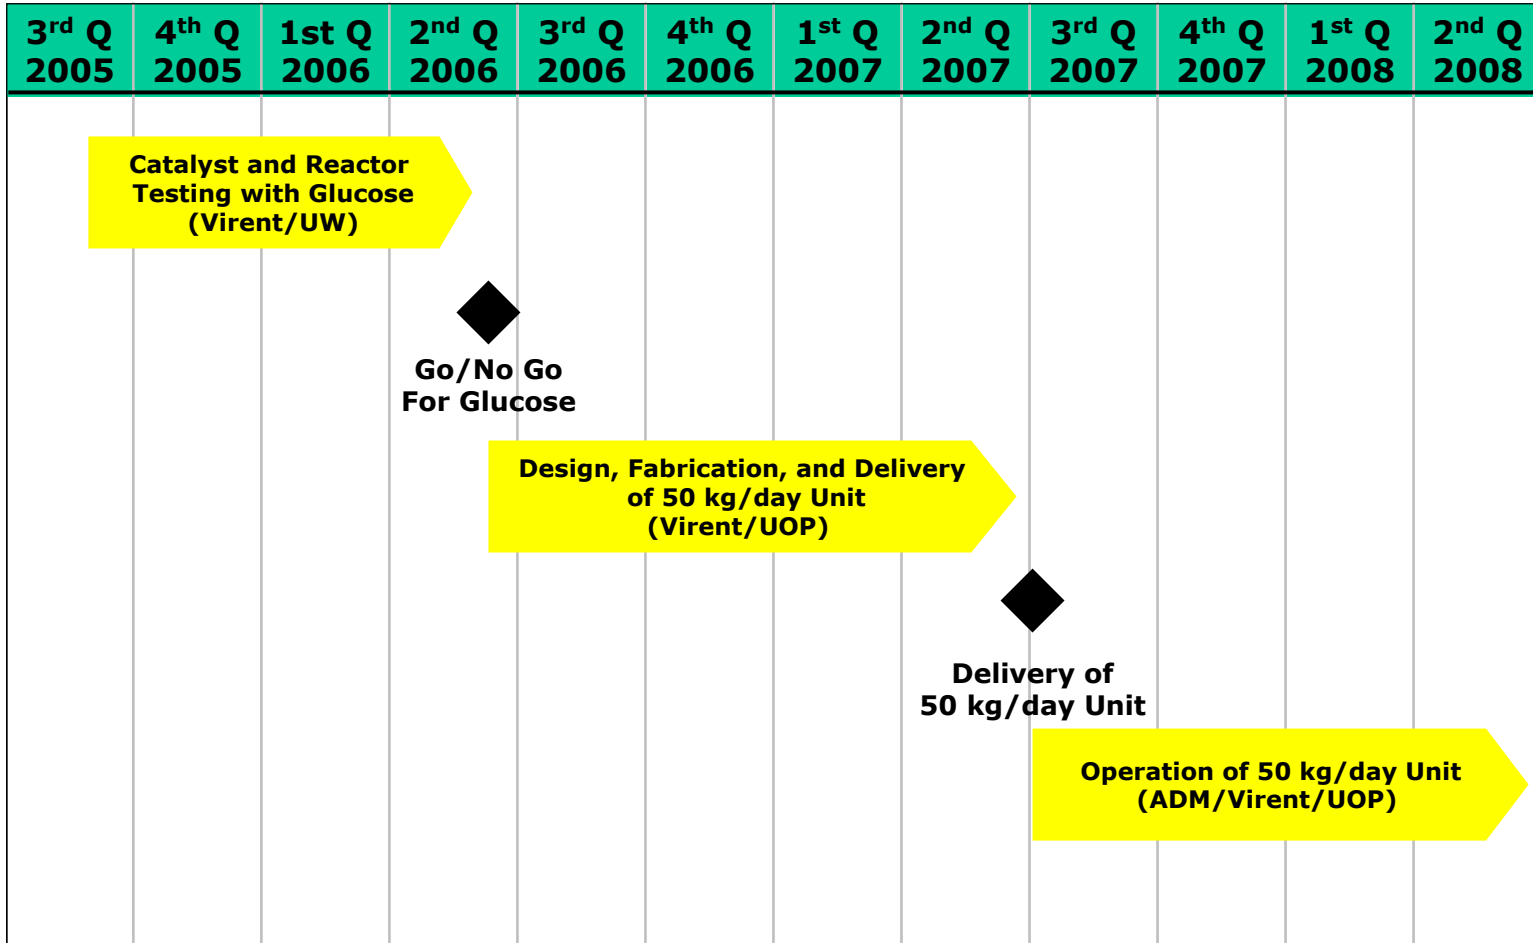 3rd Q 4th Q 1st Q 2nd Q 3rd Q 4th Q 1st Q 2nd Q 3rd Q 4th Q 1st Q 2nd Q
2005 2005 2006 2006 2006 2006 2007 2007 2007 2007 2008 2008
Catalyst and Reactor
Testing with Glucose
(Virent/UW)
Go/No Go
For Glucose
Design, Fabrication, and Delivery
of 50 kg/day Unit
(Virent/UOP)
Delivery of
50 kg/day Unit
Operation of 50 kg/day Unit
(ADM/Virent/UOP)